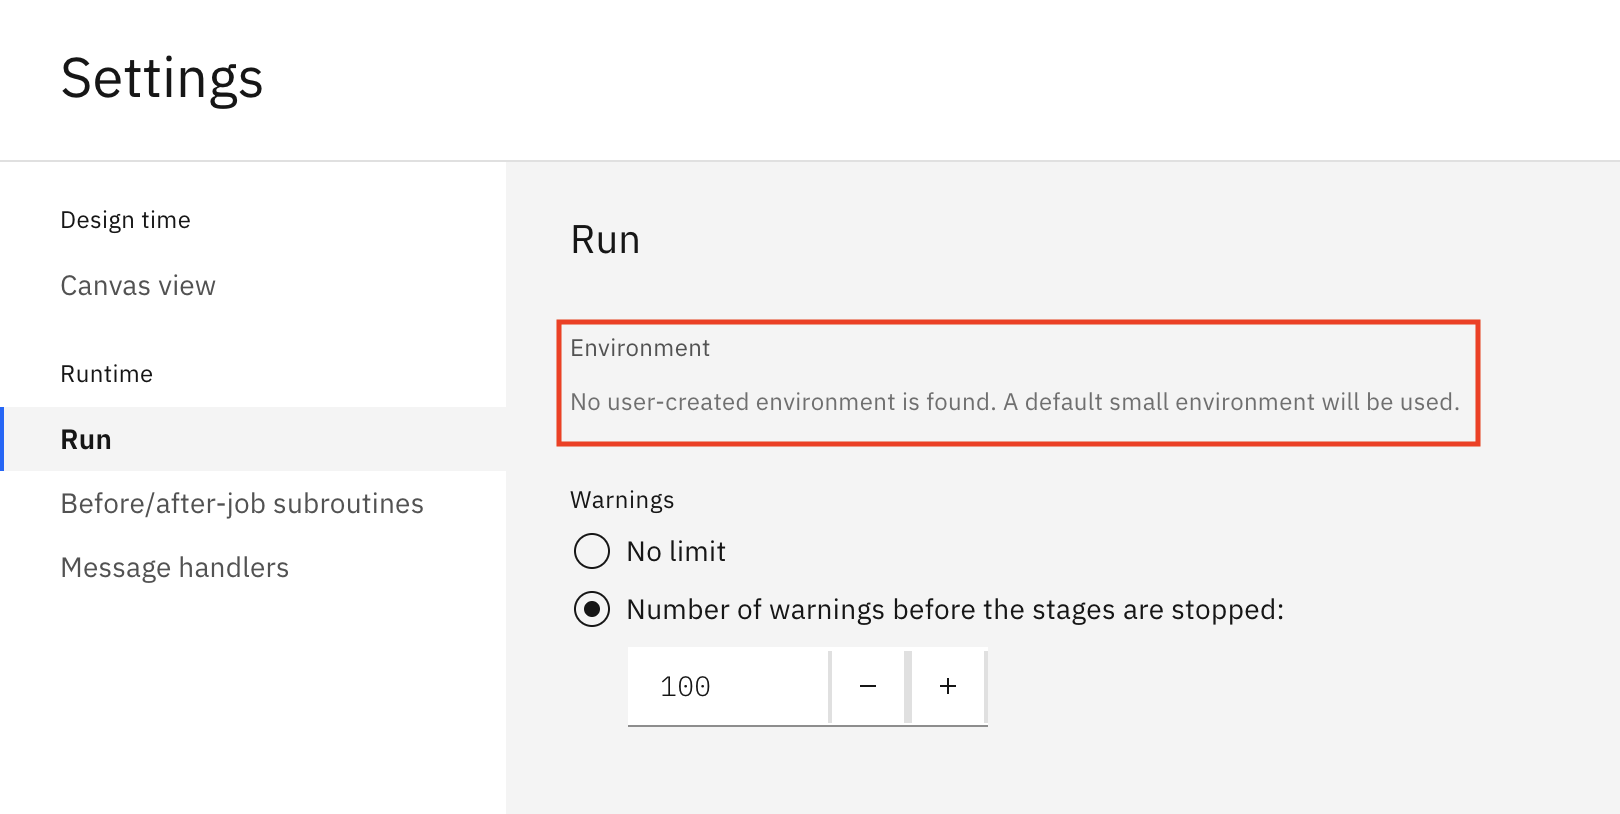 Settings
Design time
Canvas view
Runtime
Run
Before/after-job subroutines
Message handlers
Run
Environment
No user-created environment is found. A default small environment will be used.
Warnings
No limit
Number of warnings before the stages are stopped:
100